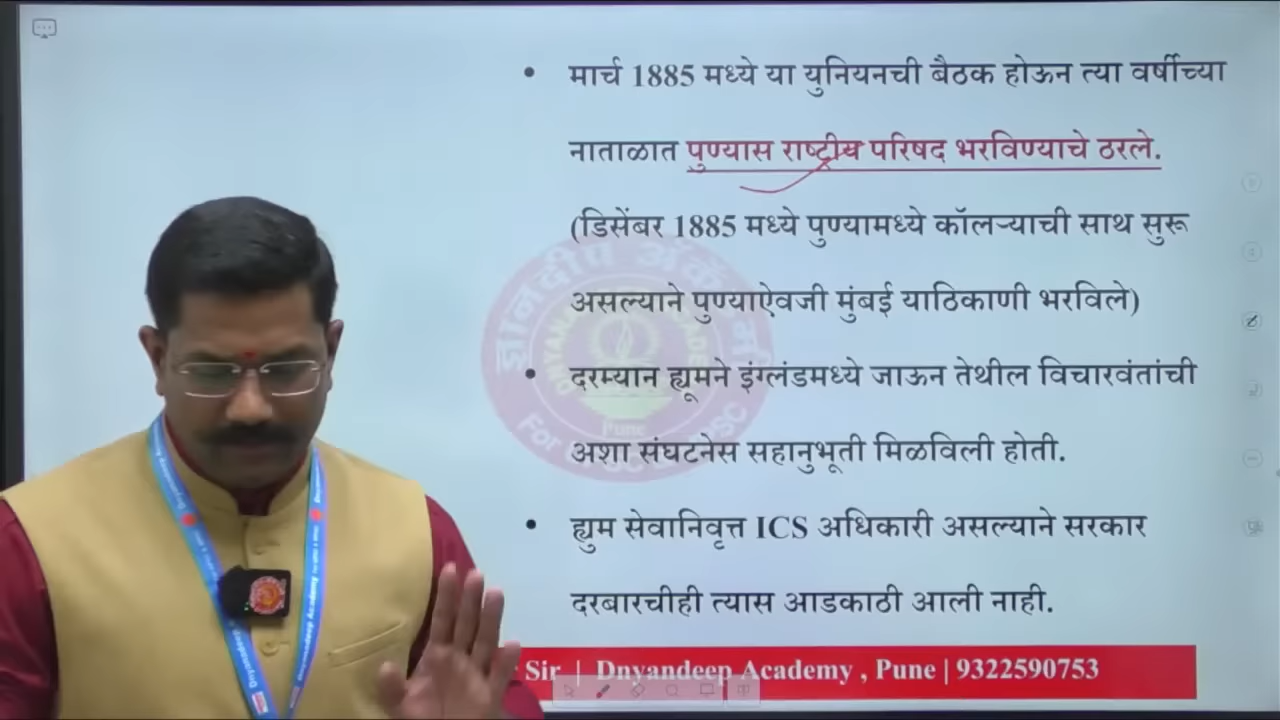 • मार्च 1885 मध्ये या युनियनची बैठक होऊन त्या वर्षीच्या
नाताळात पुण्यास राष्ट्रीय परिषद भरविण्याचे ठरले.
(डिसेंबर 1885 मध्ये पुण्यामध्ये कॉलऱ्याची साथ सुरू
असल्याने पुण्याऐवजी मुंबई याठिकाणी भरविले)
• दरम्यान ह्यूमने इंग्लंडमध्ये जाऊन तेथील विचारवंतांची
अशा संघटनेस सहानुभूती मिळविली होती.
• ह्युम सेवानिवृत्त ICS अधिकारी असल्याने सरकार
दरबारचीही त्यास आडकाठी आली नाही.
Sir | Dnyandeep Academy , Pune | 9322590753